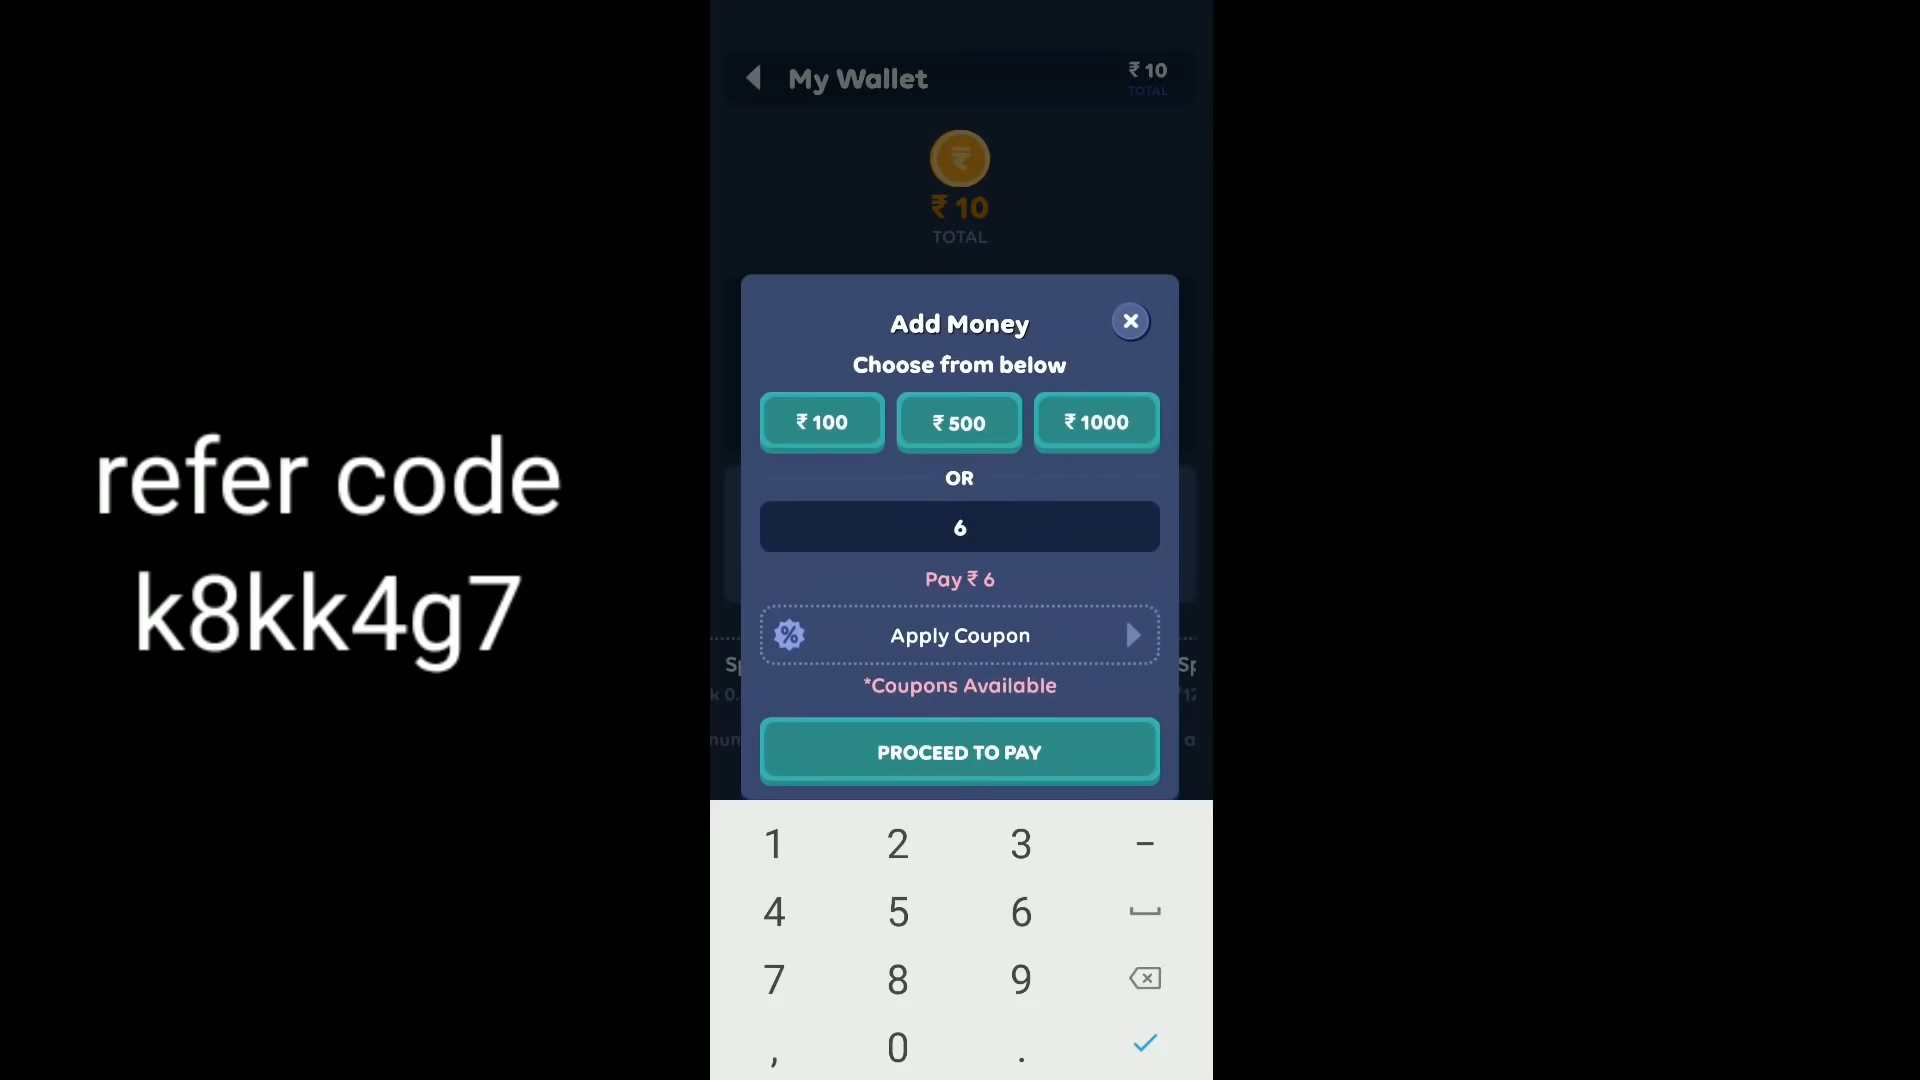 refer code
k8kk4g7
My Wallet
₹ 10
TOTAL
₹
₹ 10
TOTAL
Add Money
Choose from below
₹ 100
₹ 500
₹ 1000
OR
6
Pay ₹ 6
% Apply Coupon
*Coupons Available
PROCEED TO PAY
1 2 3 –
4 5 6
7 8 9
, 0 .